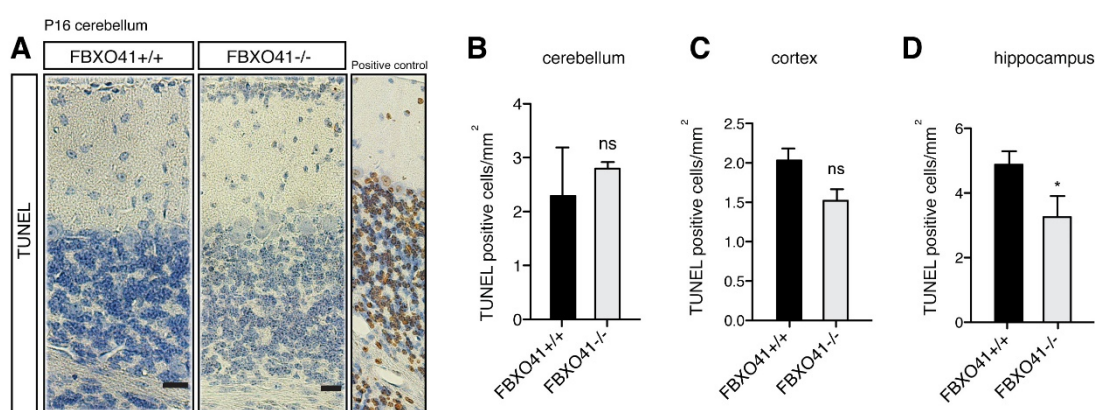 P16 cerebellum
A
FBXO41+/+
FBXO41-/-
Positive control
TUNEL
B
cerebellum
TUNEL positive cells/mm 2
4
3
2
1
0
ns
FBXO41+/+
FBXO41-/-
C
cortex
TUNEL positive cells/mm 2
2.5
2.0
1.5
1.0
0.5
0.0
ns
FBXO41+/+
FBXO41-/-
D
hippocampus
TUNEL positive cells/mm 2
6
4
2
0
*
FBXO41+/+
FBXO41-/-